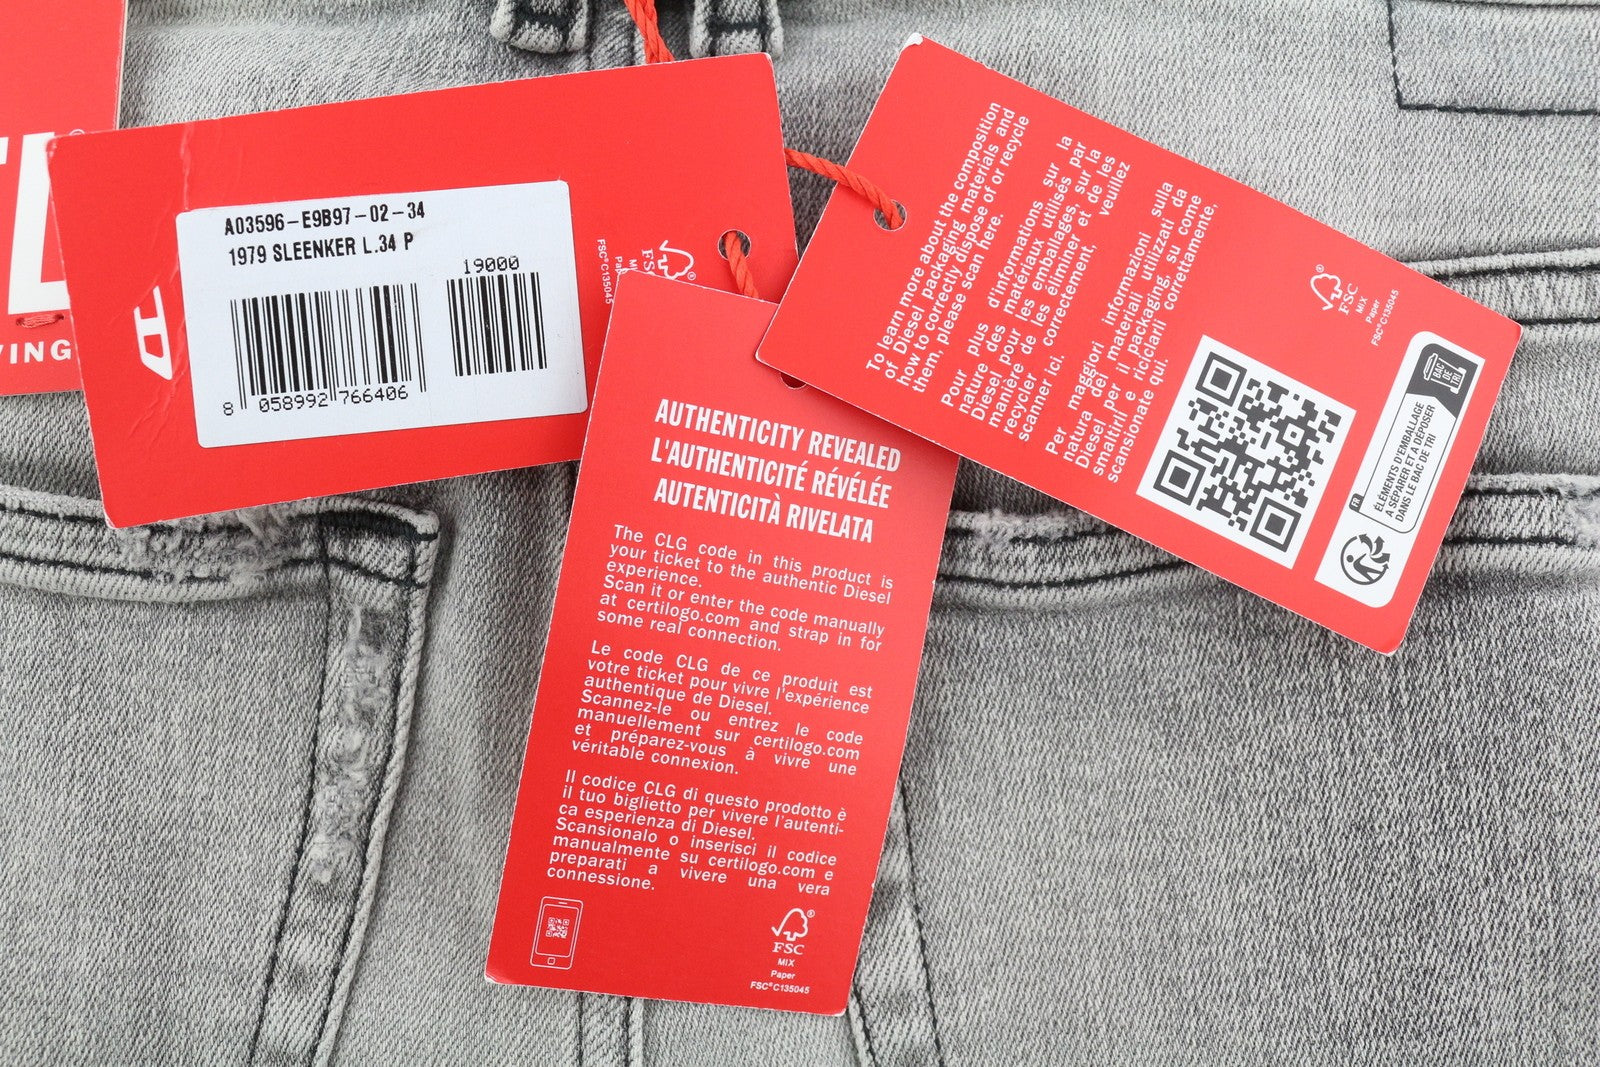 VING
A03596-E9B97-02-34
1979 SLEENKER L.34 P
19000
8 058992 766406
FSC
MIX
FSC®C135045
AUTHENTICITY REVEALED
L'AUTHENTICITÉ RÉVÉLÉE
AUTENTICITÀ RIVELATA
The CLG code in this product is
your ticket to the authentic Diesel
experience.
Scan it or enter the code manually
at certilogo.com and strap in for
some real connection.
Le code CLG de ce produit est
votre ticket pour vivre l'expérience
authentique de Diesel.
Scannez-le ou entrez le code
manuellement sur certilogo.com
et préparez-vous à vivre une
véritable connexion.
Il codice CLG di questo prodotto è
il tuo biglietto per vivere l'autenti-
ca esperienza di Diesel.
Scansionalo o inserisci il codice
manualmente su certilogo.com e
preparati a vivere una vera
connessione.
FSC®
MIX
Paper
FSC®C135045
To learn more about the composition
of Diesel packaging materials and
how to correctly dispose of or recycle
them, please scan here.
Pour plus d'informations sur la
nature des matériaux utilisés par
Diesel pour les emballages, sur la
manière de les éliminer et de les
recycler correctement, veuillez
scanner ici.
Per maggiori informazioni sulla
natura dei materiali utilizzati da
Diesel per il packaging, su come
smaltirli e riciclarli correttamente,
scansionate qui.
FSC®
MIX
Paper
FSC®C135045
BAC
DE TRI
FR
ÉLÉMENTS D'EMBALLAGE
A SÉPARER ET A DÉPOSER
DANS LE BAC DE TRI